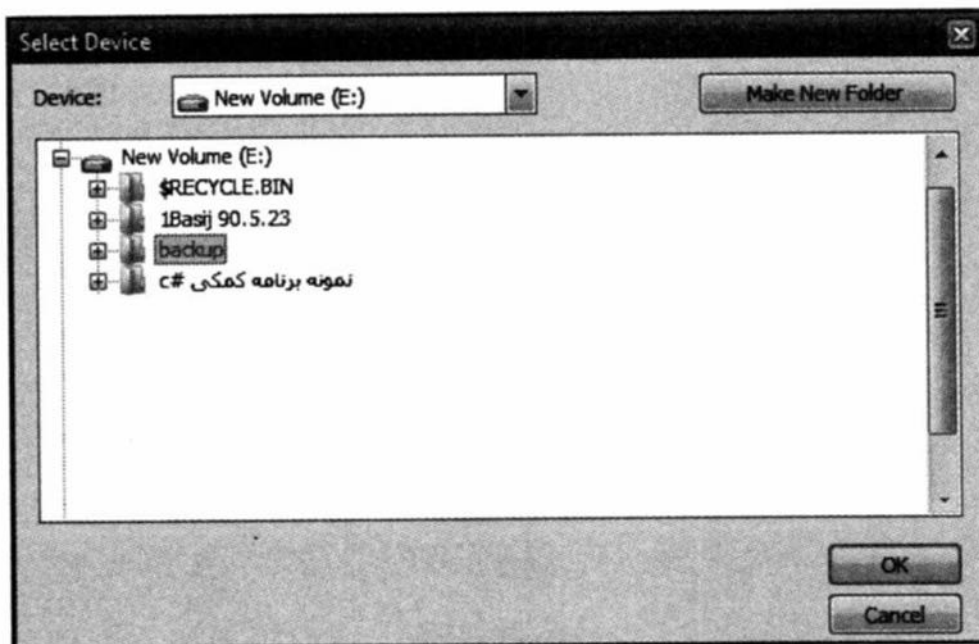 Select Device
Device: New Volume (E:) Make New Folder
New Volume (E:)
$RECYCLE.BIN
1Basij 90.5.23
backup
نمونه برنامه کمکی c#
OK
Cancel